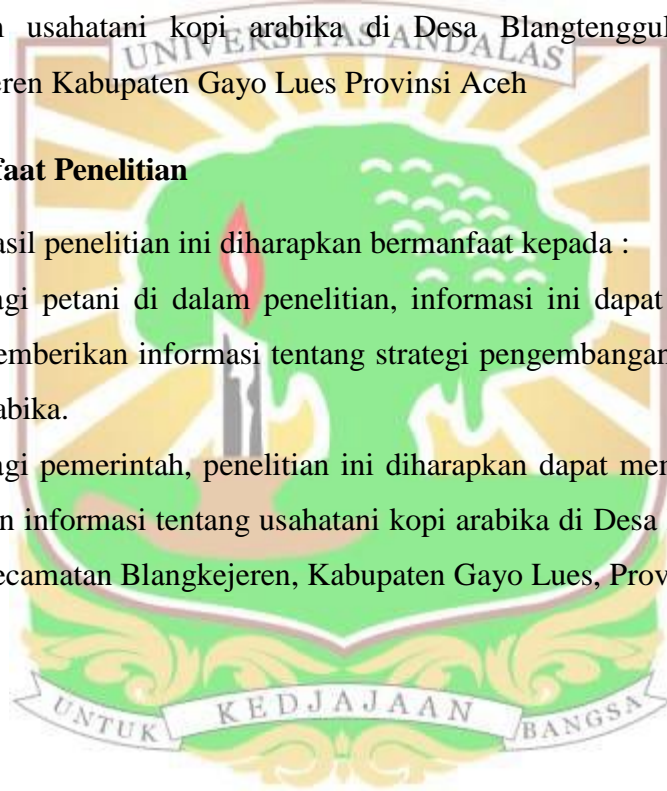 n usahatani kopi arabika di Desa Blangtenggul
UNIVERSITAS ANDALAS
eren Kabupaten Gayo Lues Provinsi Aceh
faat Penelitian
asil penelitian ini diharapkan bermanfaat kepada :
agi petani di dalam penelitian, informasi ini dapat
emberikan informasi tentang strategi pengembangan
abika.
agi pemerintah, penelitian ini diharapkan dapat mem
n informasi tentang usahatani kopi arabika di Desa
ecamatan Blangkejeren, Kabupaten Gayo Lues, Prov
UNTUK KEDJAJAAN BANGSA